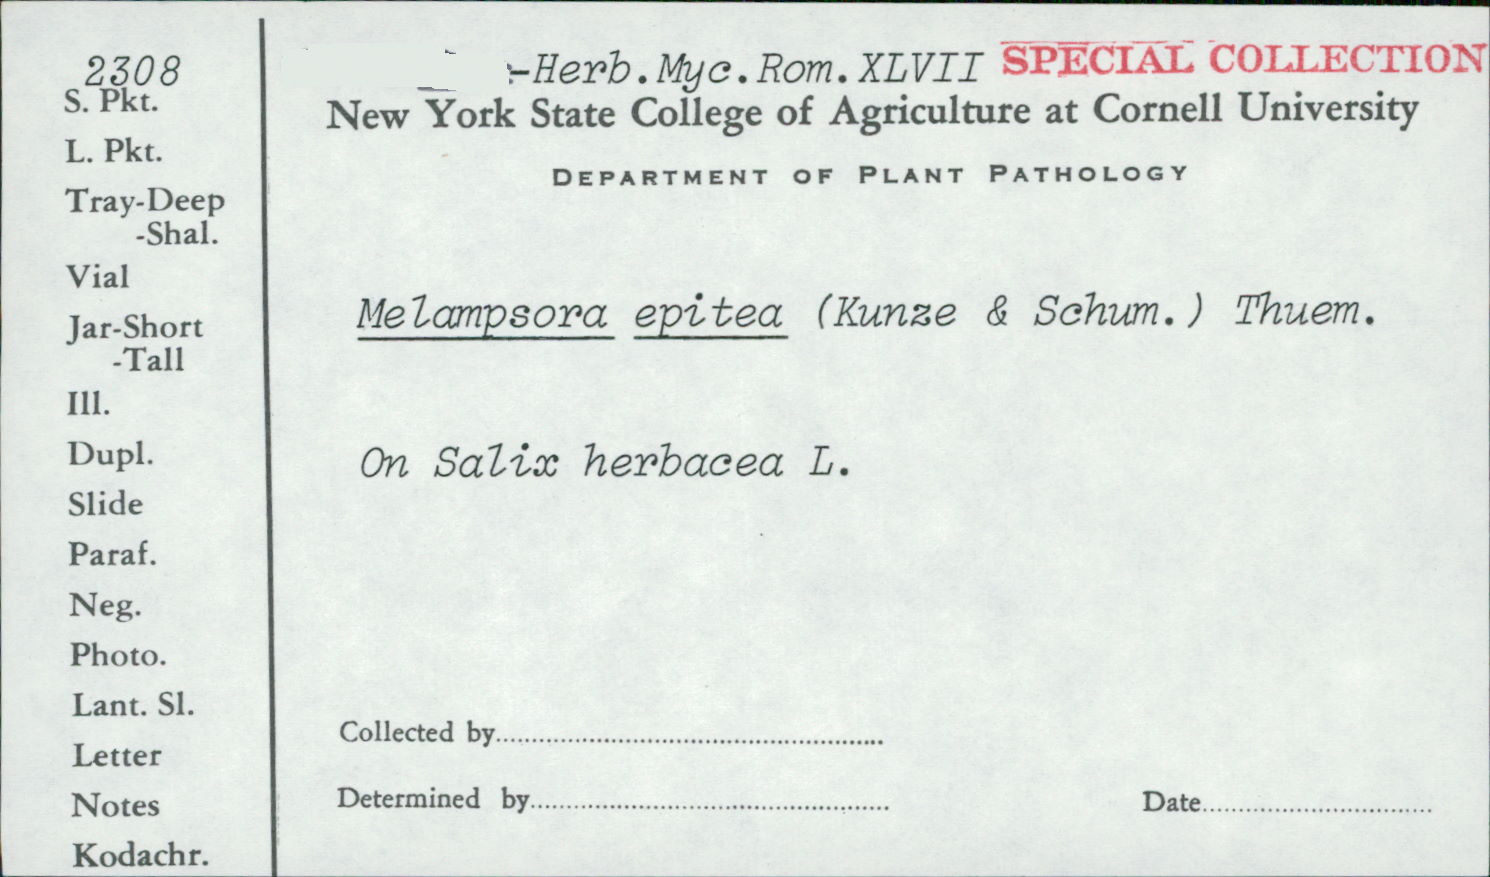 2308
S. Pkt.
L. Pkt.
Tray-Deep
-Shal.
Vial
Jar-Short
-Tall
Ill.
Dupl.
Slide
Paraf.
Neg.
Photo.
Lant. Sl.
Letter
Notes
Kodachr.
-Herb.Myc.Rom.XLVII SPECIAL COLLECTION
New York State College of Agriculture at Cornell University
DEPARTMENT OF PLANT PATHOLOGY
Melampsora epitea (Kunze & Schum.) Thuem.
On Salix herbacea L.
Collected by
Determined by
Date